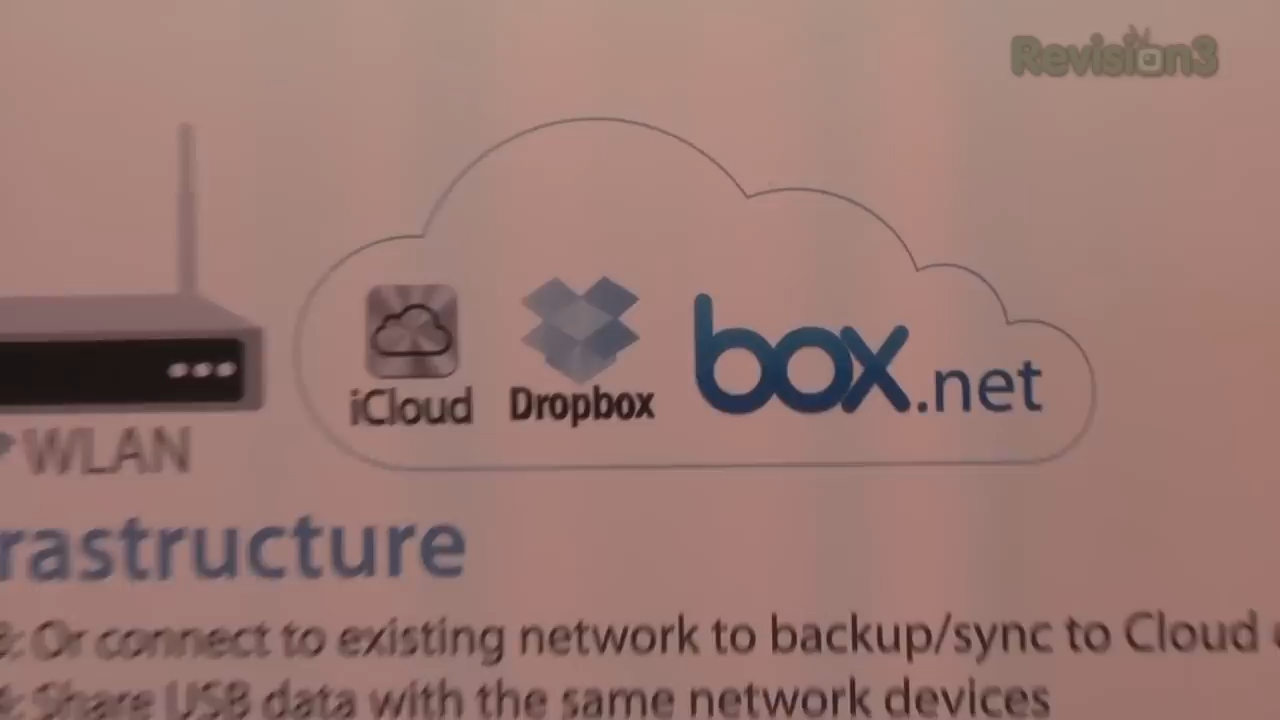 Revision3
iCloud
Dropbox
box.net
WLAN
rastructure
: Or connect to existing network to backup/sync to Cloud
: Share USB data with the same network devices